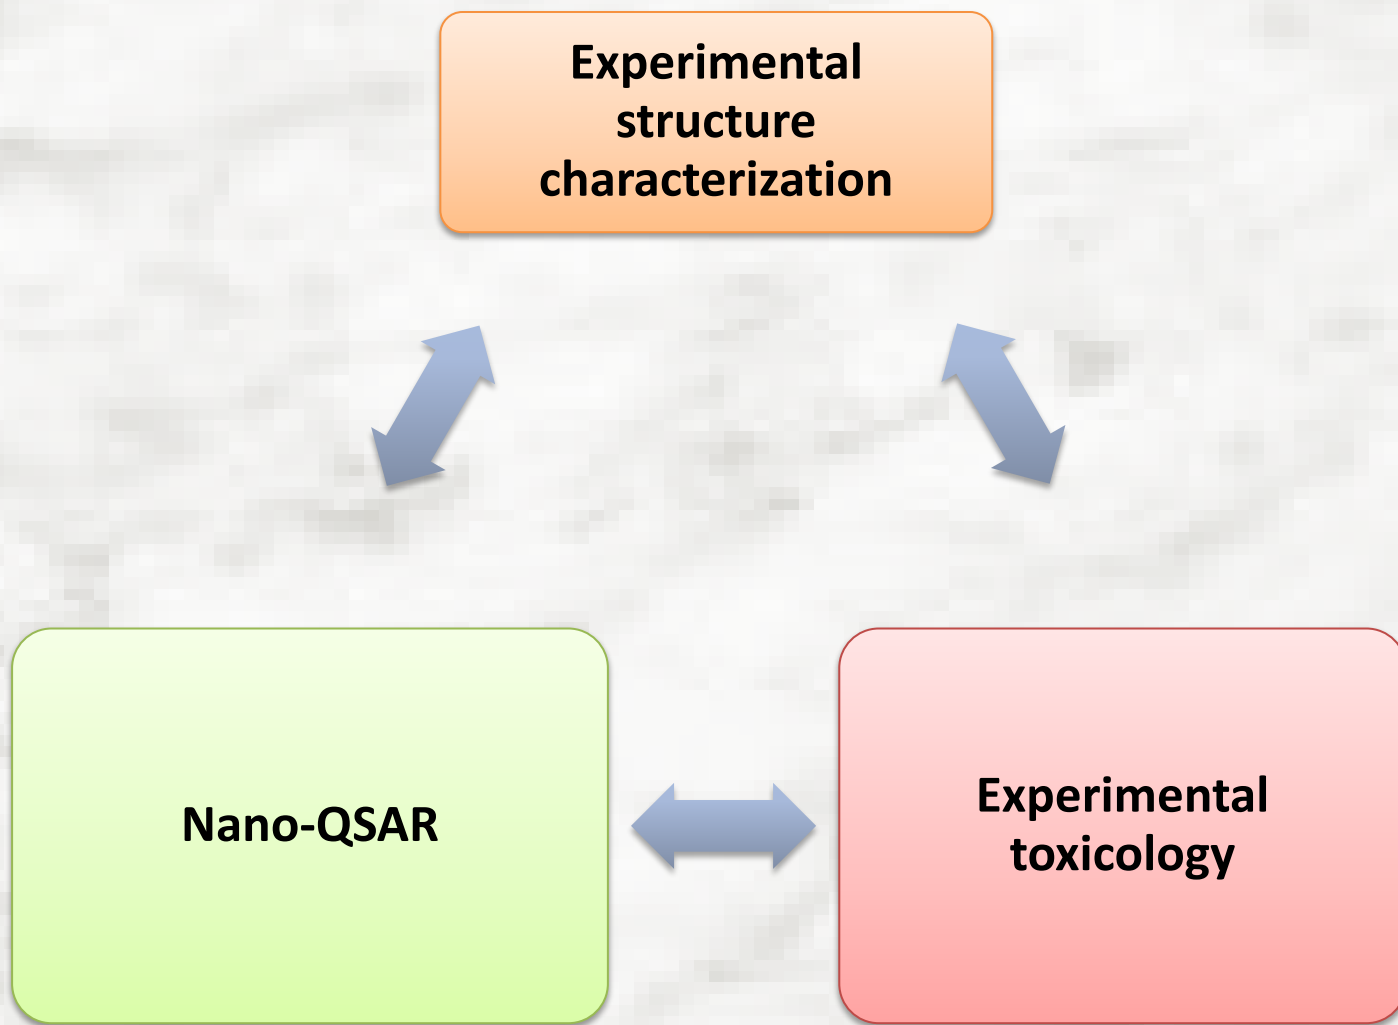 Experimental
structure
characterization
Nano-QSAR
Experimental
toxicology